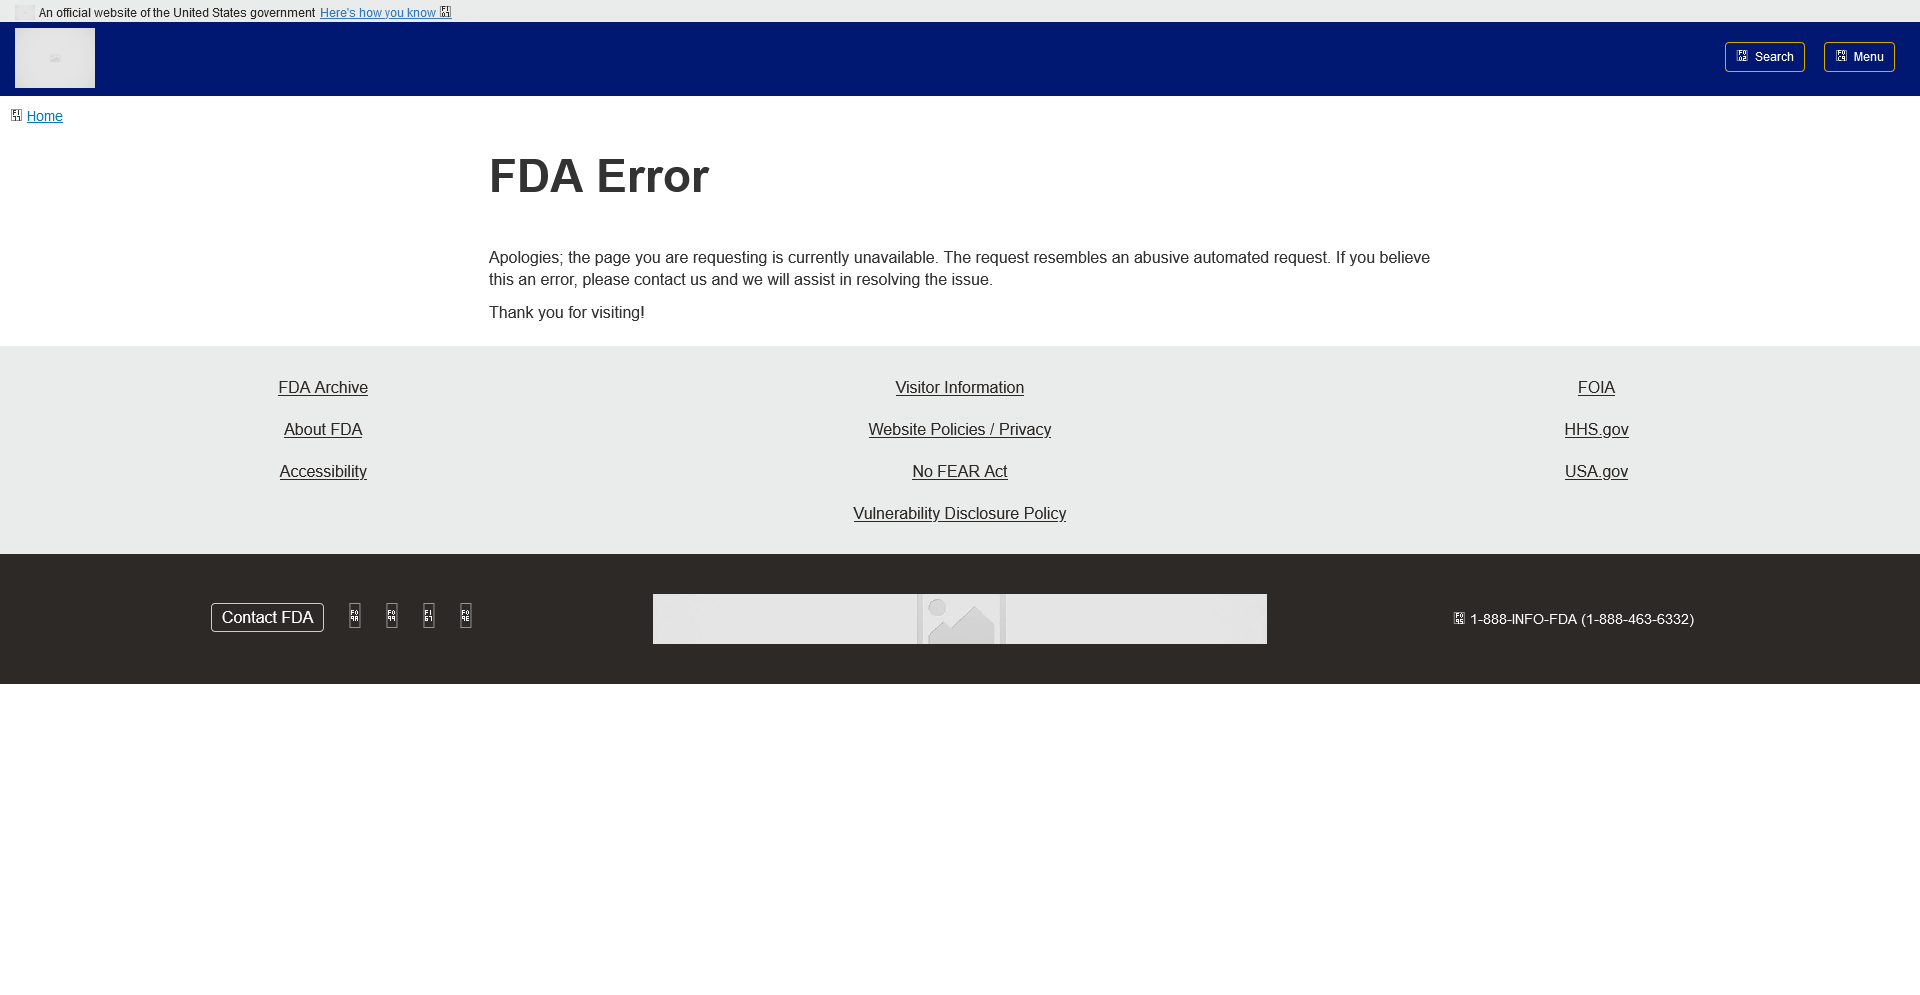 An official website of the United States government Here's how you know
Search
Menu
Home
FDA Error
Apologies; the page you are requesting is currently unavailable. The request resembles an abusive automated request. If you believe
this an error, please contact us and we will assist in resolving the issue.
Thank you for visiting!
FDA Archive
About FDA
Accessibility
Visitor Information
Website Policies / Privacy
No FEAR Act
Vulnerability Disclosure Policy
FOIA
HHS.gov
USA.gov
Contact FDA
1-888-INFO-FDA (1-888-463-6332)